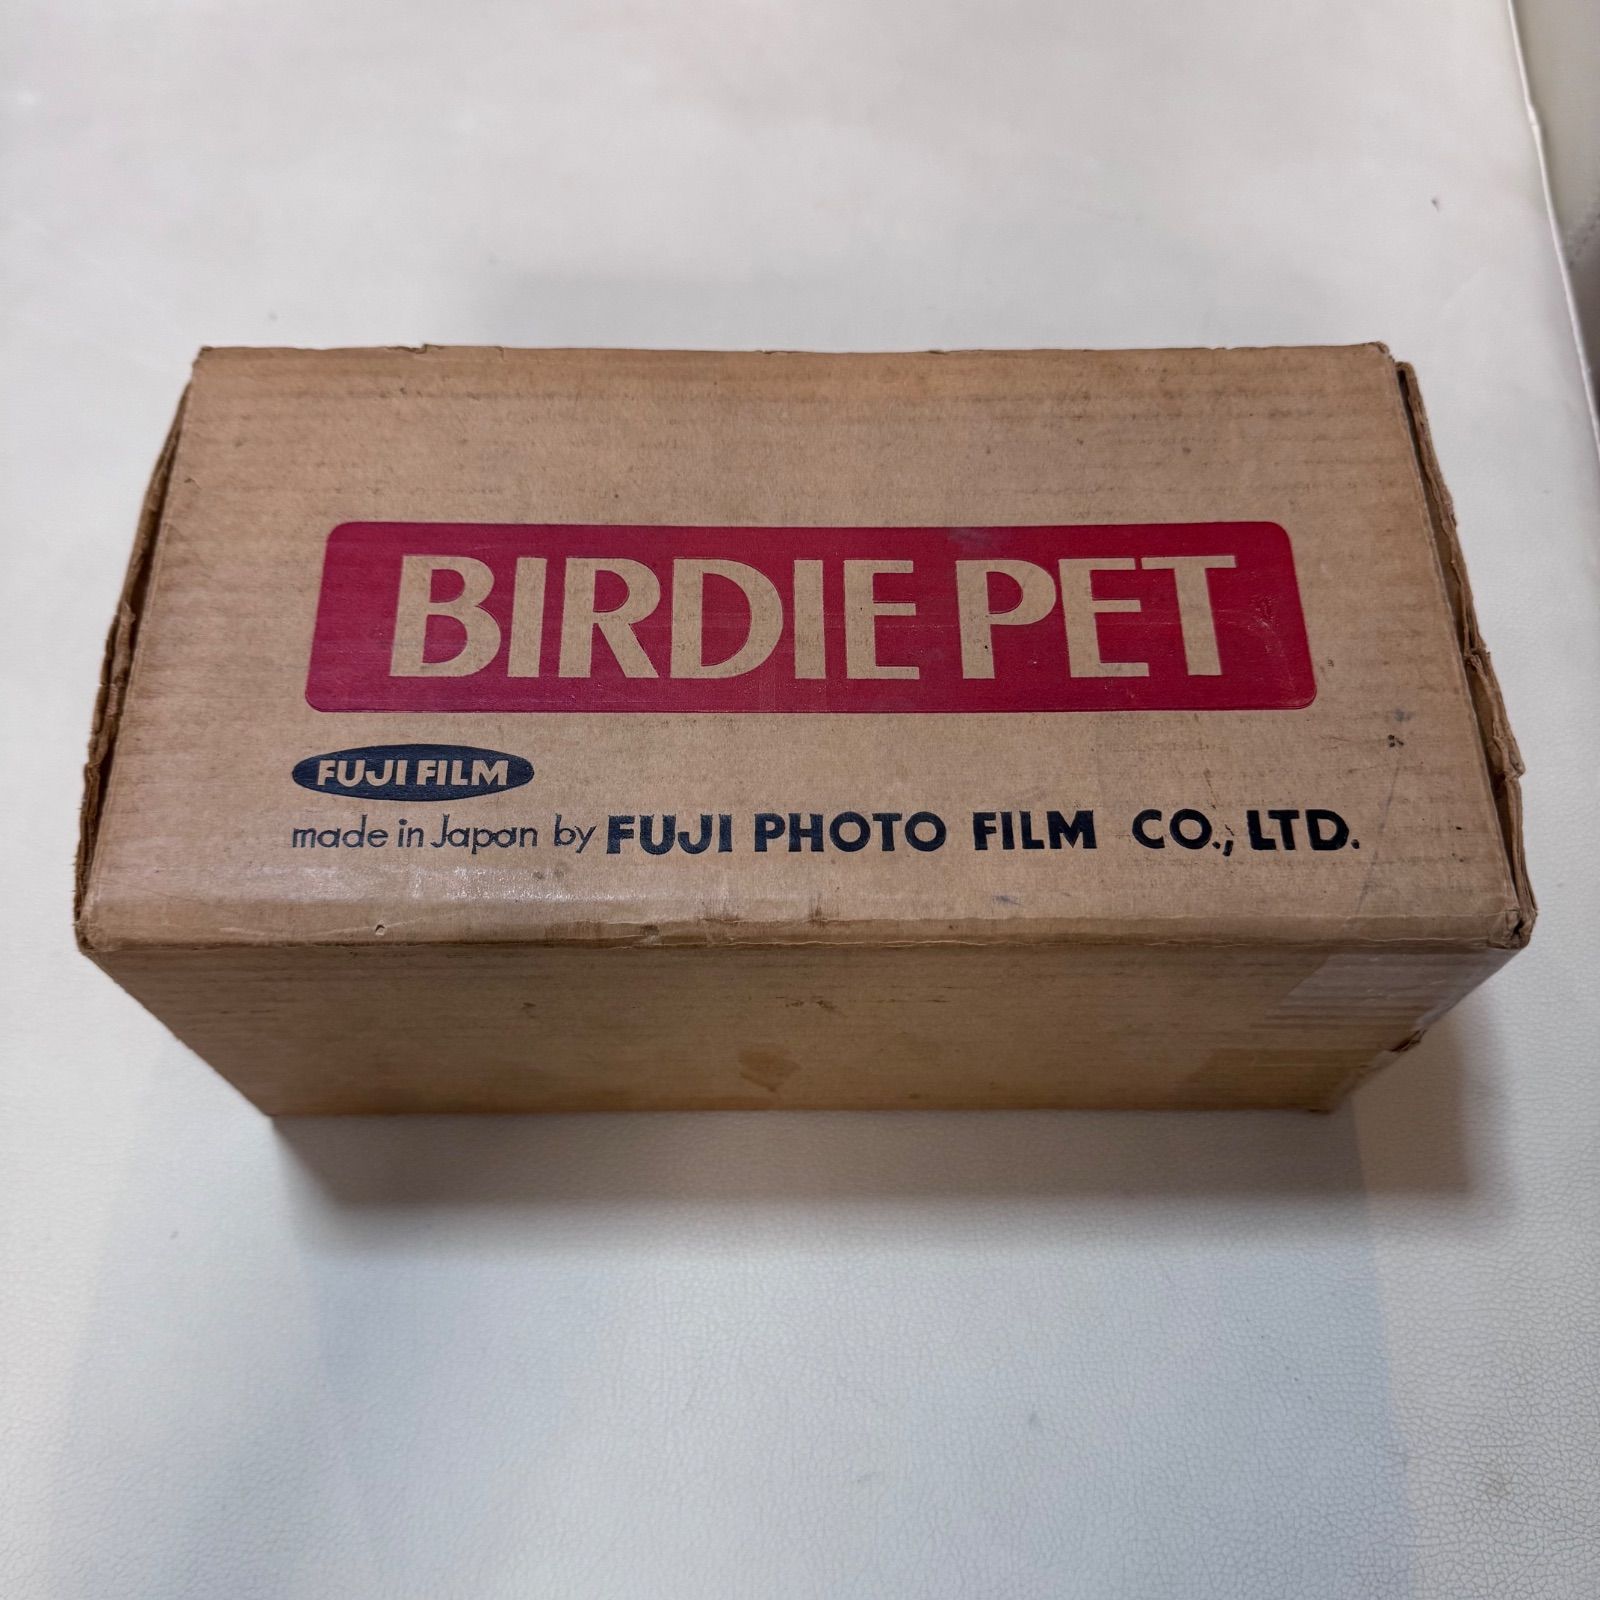 BIRDIE PET
FUJI FILM
made in Japan by FUJI PHOTO FILM CO., LTD.